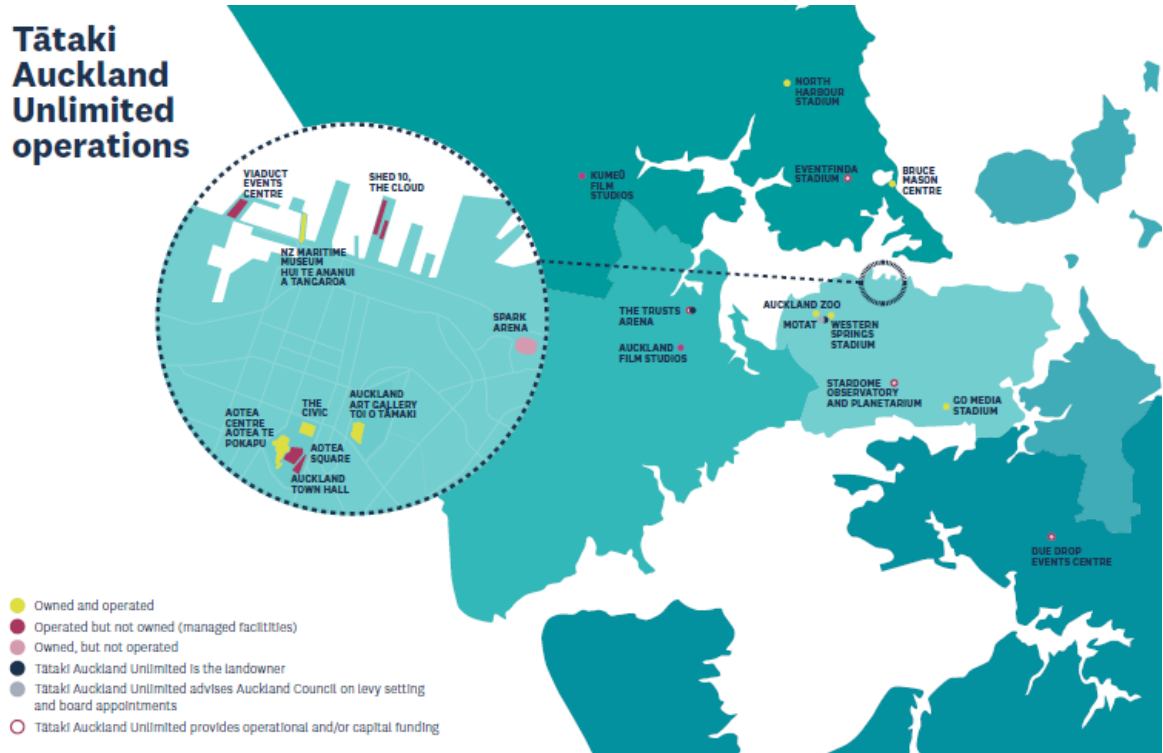 Tātaki
Auckland
Unlimited
operations
VIADUCT
EVENTS
CENTRE
SHED 10,
THE CLOUD
NZ MARITIME
MUSEUM
HUI TE ANANUI
A TANGAROA
SPARK
ARENA
AUCKLAND
ART GALLERY
TOI O TĀMAKI
THE
CIVIC
AOTEA
CENTRE
AOTEA TE
POKAPU
AOTEA
SQUARE
AUCKLAND
TOWN HALL
NORTH
HARBOUR
STADIUM
KUMEŪ
FILM
STUDIOS
EVENTFINDA
STADIUM
BRUCE
MASON
CENTRE
THE TRUSTS
ARENA
AUCKLAND
FILM STUDIOS
AUCKLAND ZOO
MOTAT
WESTERN
SPRINGS
STADIUM
STARDOME
OBSERVATORY
AND PLANETARIUM
GO MEDIA
STADIUM
DUE DROP
EVENTS CENTRE
Owned and operated
Operated but not owned (managed facilitities)
Owned, but not operated
Tātaki Auckland Unlimited is the landowner
Tātaki Auckland Unlimited advises Auckland Council on levy setting
and board appointments
Tātaki Auckland Unlimited provides operational and/or capital funding